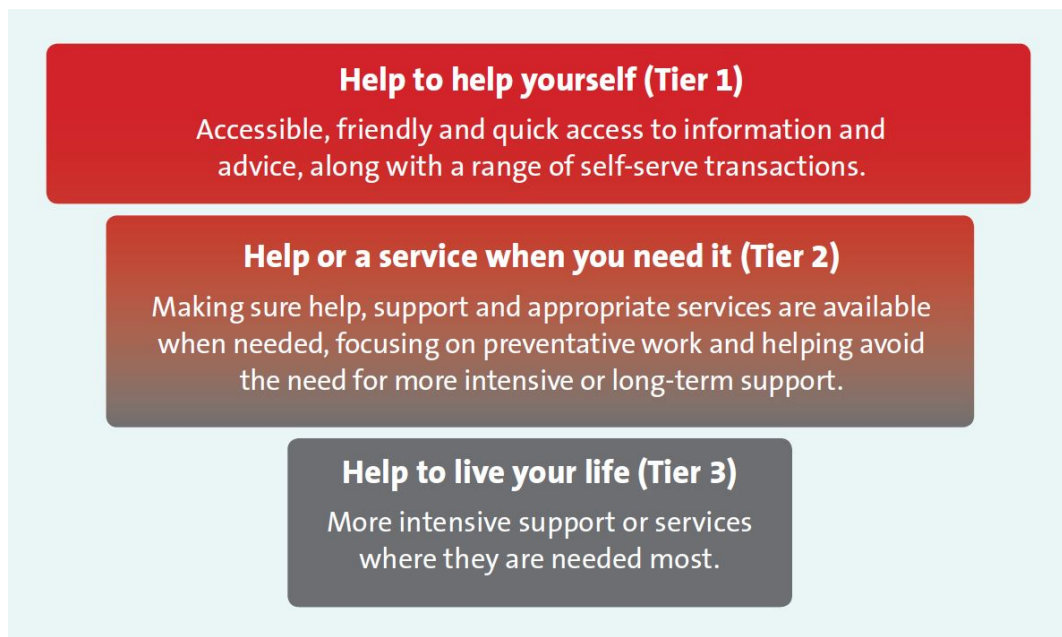 Help to help yourself (Tier 1)
Accessible, friendly and quick access to information and
advice, along with a range of self-serve transactions.
Help or a service when you need it (Tier 2)
Making sure help, support and appropriate services are available
when needed, focusing on preventative work and helping avoid
the need for more intensive or long-term support.
Help to live your life (Tier 3)
More intensive support or services
where they are needed most.